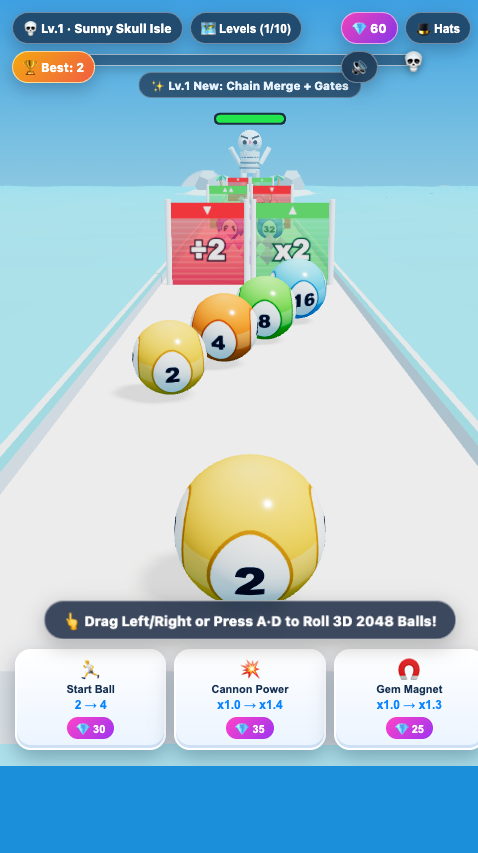 Lv.1 · Sunny Skull Isle
Levels (1/10)
60
Hats
Best: 2
Lv.1 New: Chain Merge + Gates
32
÷2
x2
16
8
4
2
2
Drag Left/Right or Press A·D to Roll 3D 2048 Balls!
Start Ball
2 → 4
30
Cannon Power
x1.0 → x1.4
35
Gem Magnet
x1.0 → x1.3
25